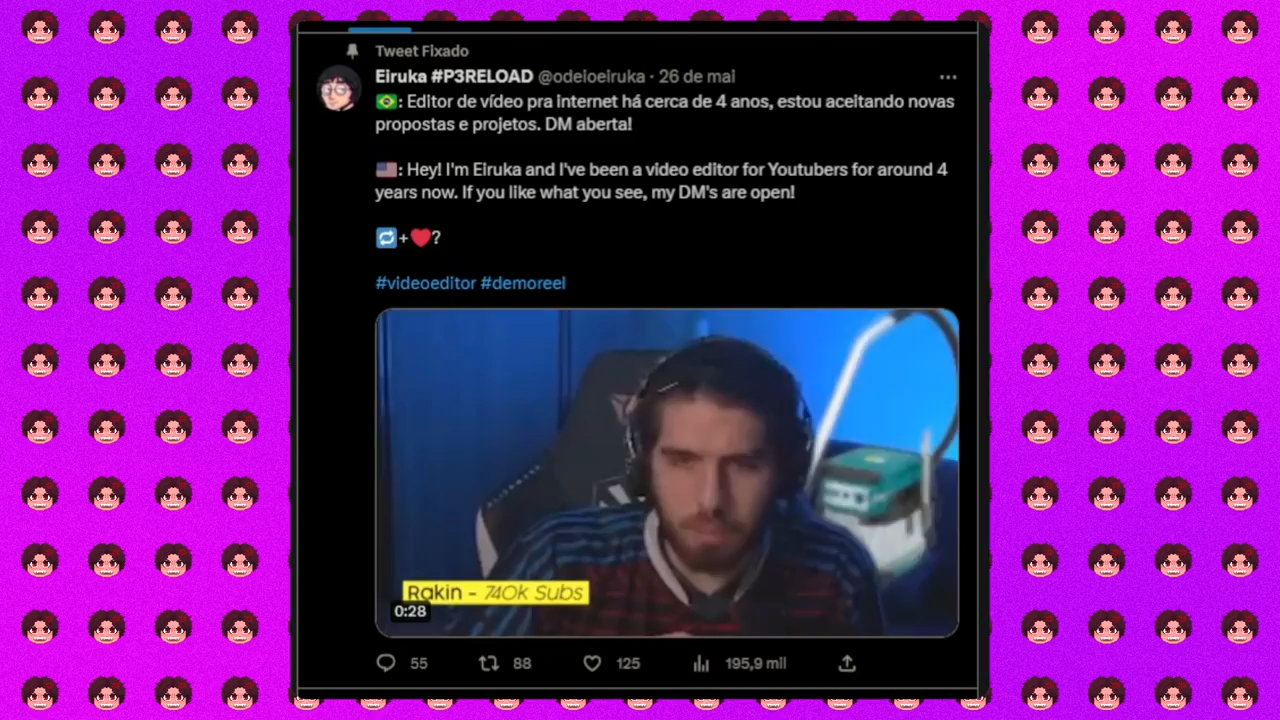 Tweet Fixado
Eiruka #P3RELOAD @odeioeiruka · 26 de mai
🇧🇷: Editor de vídeo pra internet há cerca de 4 anos, estou aceitando novas
propostas e projetos. DM aberta!
🇺🇸: Hey! I'm Eiruka and I've been a video editor for Youtubers for around 4
years now. If you like what you see, my DM's are open!
🔁+❤️?
#videoeditor #demoreel
Rakin - 740k Subs
0:28
55 88 125 195,9 mil